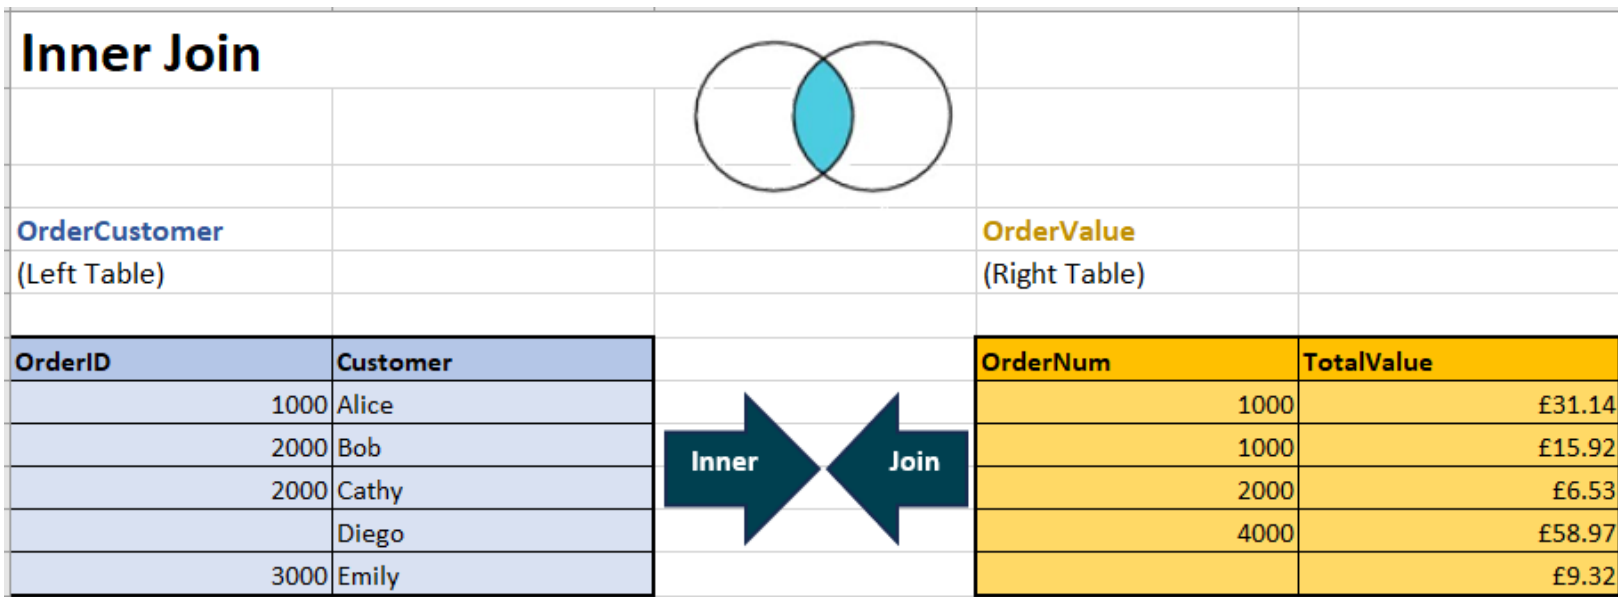 Inner Join
OrderCustomer OrderValue
(Left Table) (Right Table)
OrderID Customer OrderNum TotalValue
1000 Alice 1000 £31.14
2000 Bob Inner Join 1000 £15.92
2000 Cathy 2000 £6.53
Diego 4000 £58.97
3000 Emily £9.32